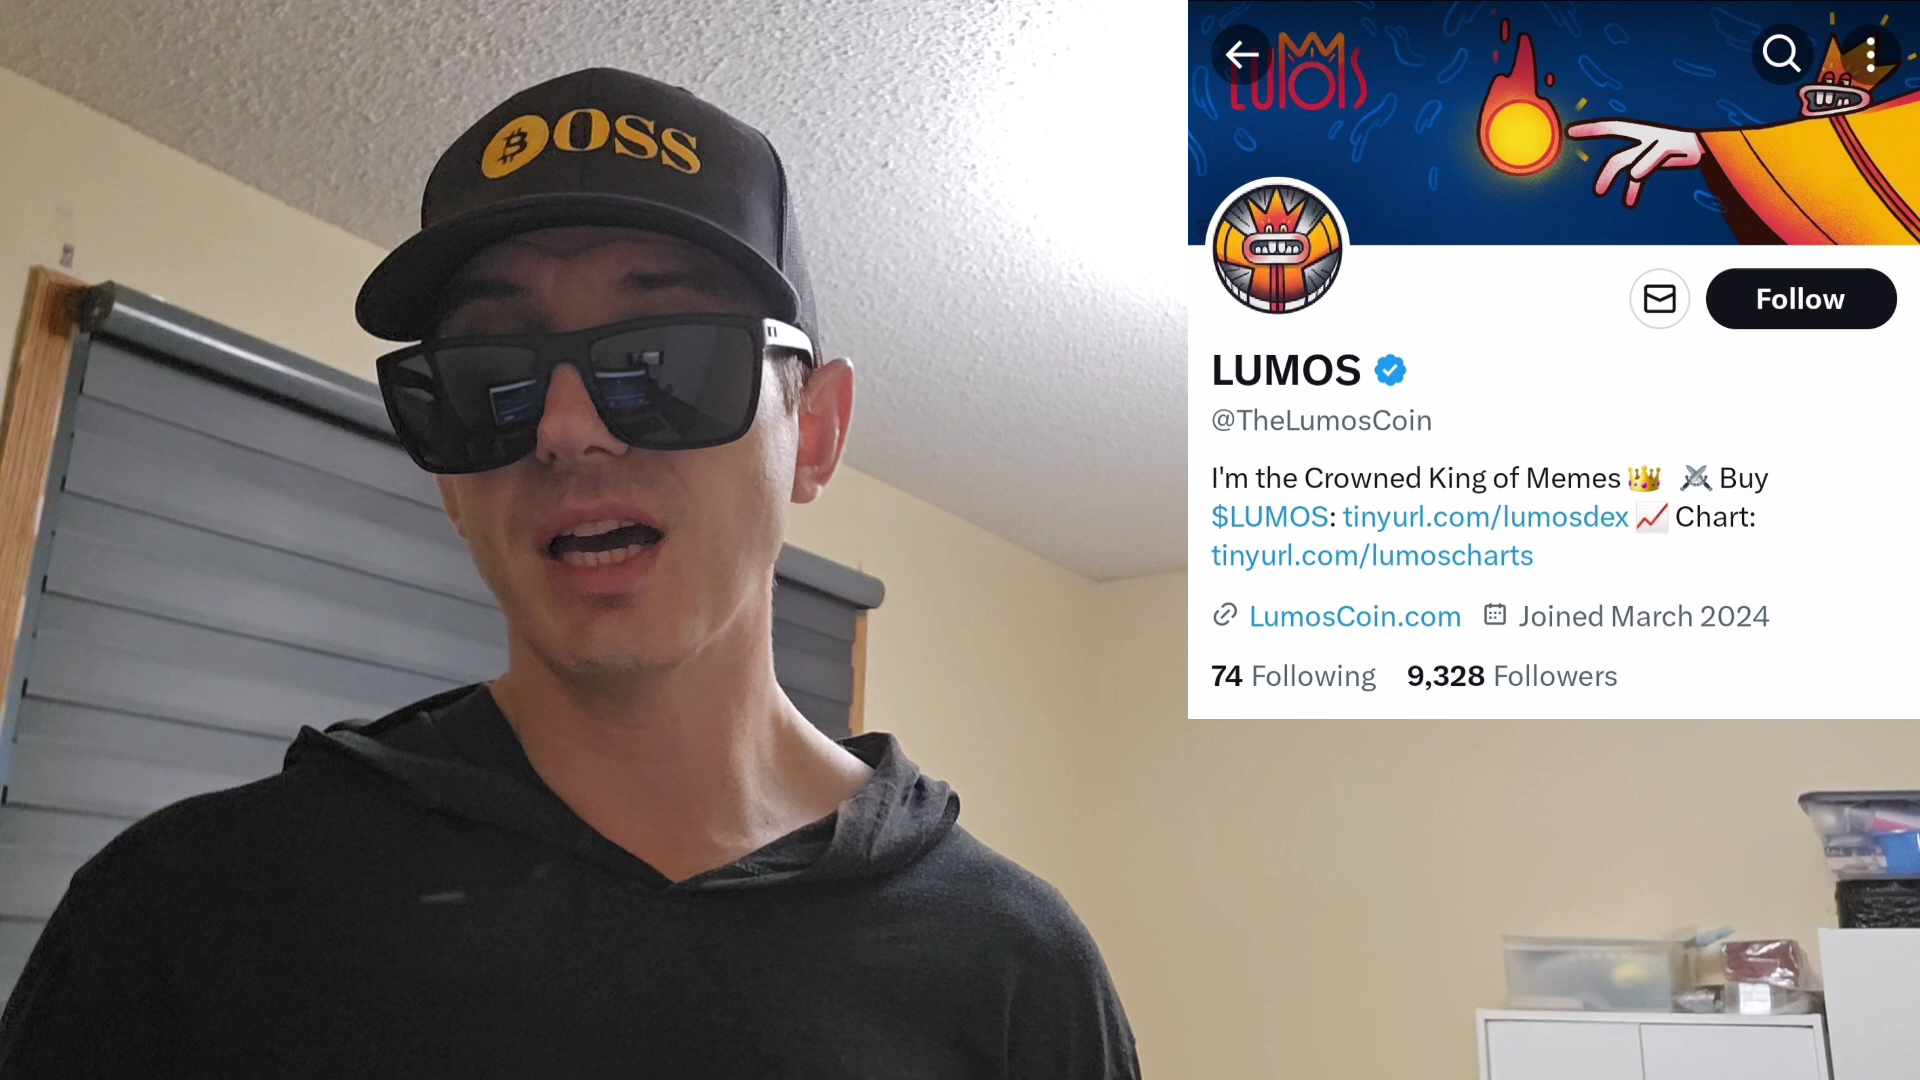 ₿OSS
LUMOS
Follow
LUMOS
@TheLumosCoin
I'm the Crowned King of Memes 👑 ⚔️ Buy
$LUMOS: tinyurl.com/lumosdex 📈 Chart:
tinyurl.com/lumoscharts
LumosCoin.com Joined March 2024
74 Following 9,328 Followers